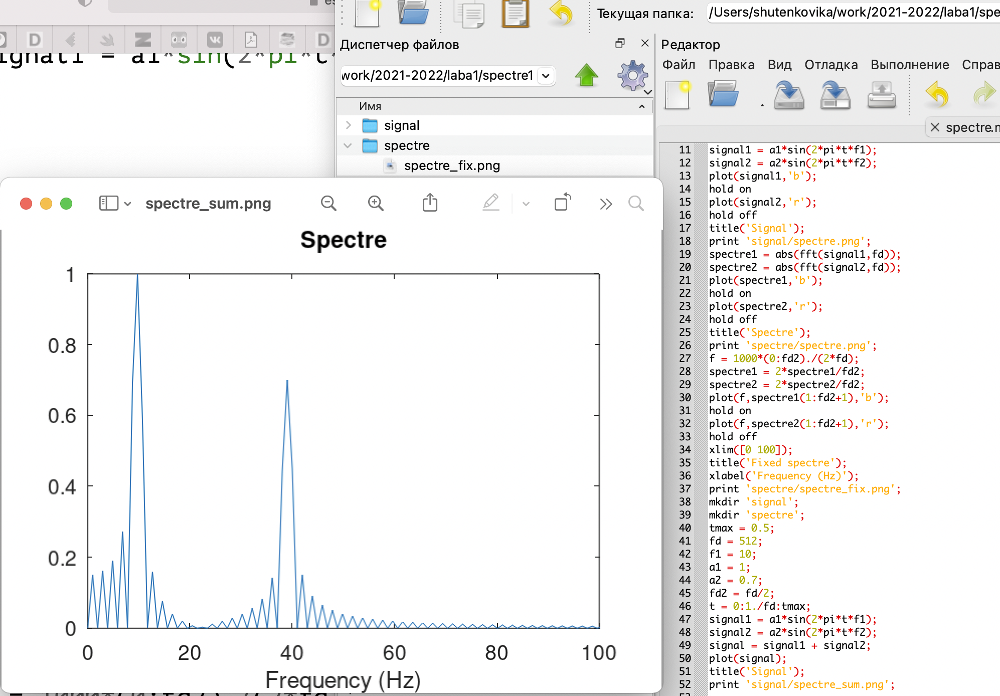 Текущая папка:
/Users/shutenkovika/work/2021-2022/laba1/spe
Диспетчер файлов
Редактор
D
Z
VK
D
= a1*sin(2*pi*t
Файл Правка Вид Отладка Выполнение Справ
work/2021-2022/laba1/spectre1
Имя
signal
spectre
spectre_fix.png
spectre_sum.png
Spectre
1
0.8
0.6
0.4
0.2
0
0 20 40 60 80 100
Frequency (Hz)
11 signal1 = a1*sin(2*pi*t*f1);
12 signal2 = a2*sin(2*pi*t*f2);
13 plot(signal1,'b');
14 hold on
15 plot(signal2,'r');
16 hold off
17 title('Signal');
18 print 'signal/spectre.png';
19 spectre1 = abs(fft(signal1,fd));
20 spectre2 = abs(fft(signal2,fd));
21 plot(spectre1,'b');
22 hold on
23 plot(spectre2,'r');
24 hold off
25 title('Spectre');
26 print 'spectre/spectre.png';
27 f = 1000*(0:fd2)./(2*fd);
28 spectre1 = 2*spectre1/fd2;
29 spectre2 = 2*spectre2/fd2;
30 plot(f,spectre1(1:fd2+1),'b');
31 hold on
32 plot(f,spectre2(1:fd2+1),'r');
33 hold off
34 xlim([0 100]);
35 title('Fixed spectre');
36 xlabel('Frequency (Hz)');
37 print 'spectre/spectre_fix.png';
38 mkdir 'signal';
39 mkdir 'spectre';
40 tmax = 0.5;
41 fd = 512;
42 f1 = 10;
43 a1 = 1;
44 a2 = 0.7;
45 fd2 = fd/2;
46 t = 0:1./fd:tmax;
47 signal1 = a1*sin(2*pi*t*f1);
48 signal2 = a2*sin(2*pi*t*f2);
49 signal = signal1 + signal2;
50 plot(signal);
51 title('Signal');
52 print 'signal/spectre_sum.png';